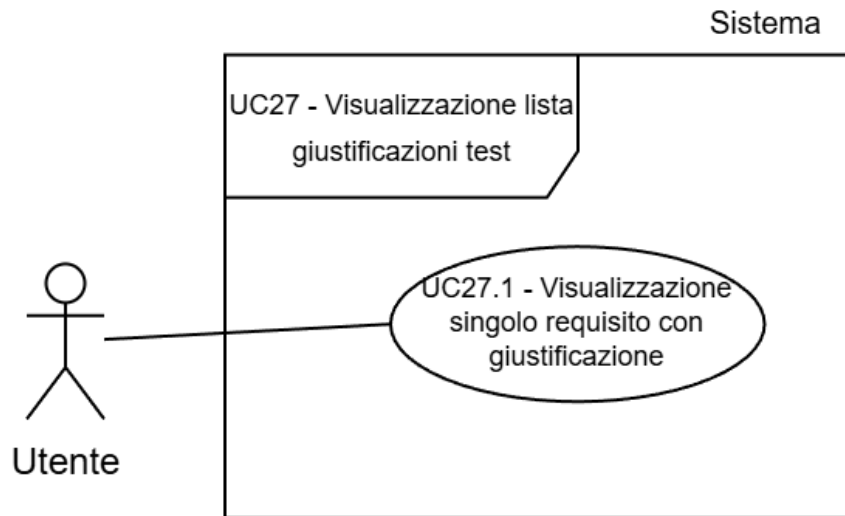 Sistema
UC27 - Visualizzazione lista
giustificazioni test
UC27.1 - Visualizzazione
singolo requisito con
giustificazione
Utente